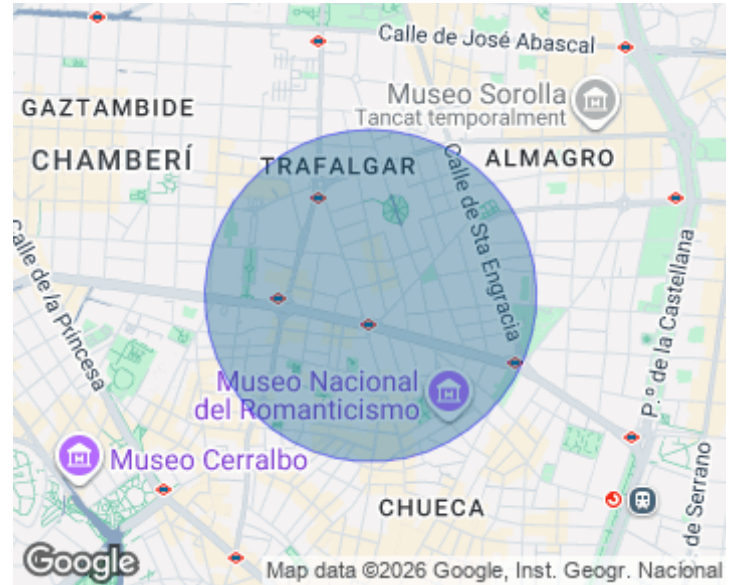 Calle de José Abascal
Museo Sorolla
Tancat temporalment
GAZTAMBIDE
CHAMBERÍ
TRAFALGAR
ALMAGRO
Calle de Sta Engracia
Calle de la Princesa
P.º de la Castellana
Museo Nacional
del Romanticismo
Museo Cerralbo
CHUECA
de Serrano
Google
Map data ©2026 Google, Inst. Geogr. Nacional